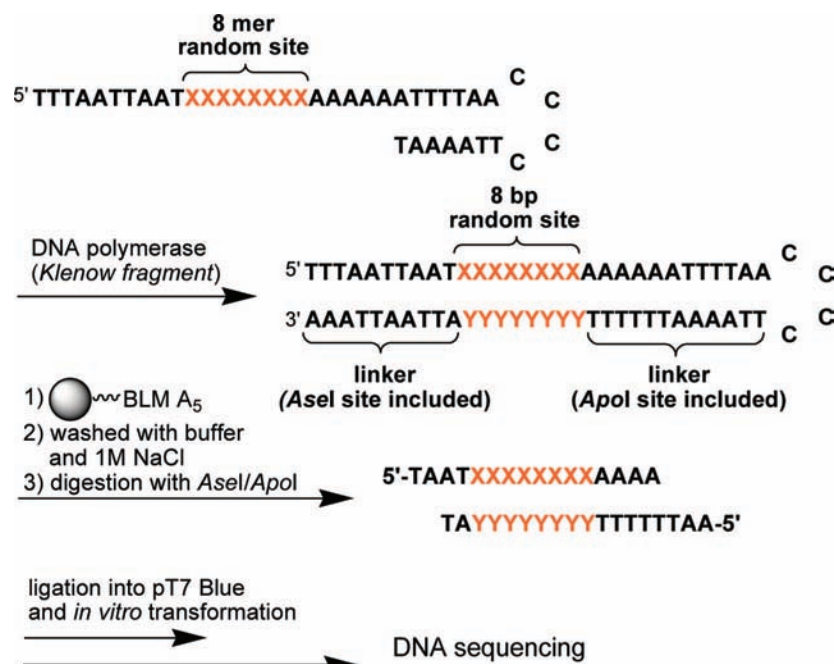 8 mer
random site
5' TTTAATTAATXXXXXXXXAAAAAATTTTAA
C
C
C
TAAAATT
C
8 bp
random site
DNA polymerase
(Klenow fragment)
5' TTTAATTAATXXXXXXXXAAAAAATTTTAA
C
C
3' AAATTAATTAYYYYYYYYTTTTTTAAAATT
C
C
linker
(AseI site included)
linker
(ApoI site included)
1) BLM A5
2) washed with buffer
and 1M NaCl
3) digestion with AseI/ApoI
5'-TAATXXXXXXXXAAAA
TAYYYYYYYYTTTTTTAA-5'
ligation into pT7 Blue
and in vitro transformation
DNA sequencing